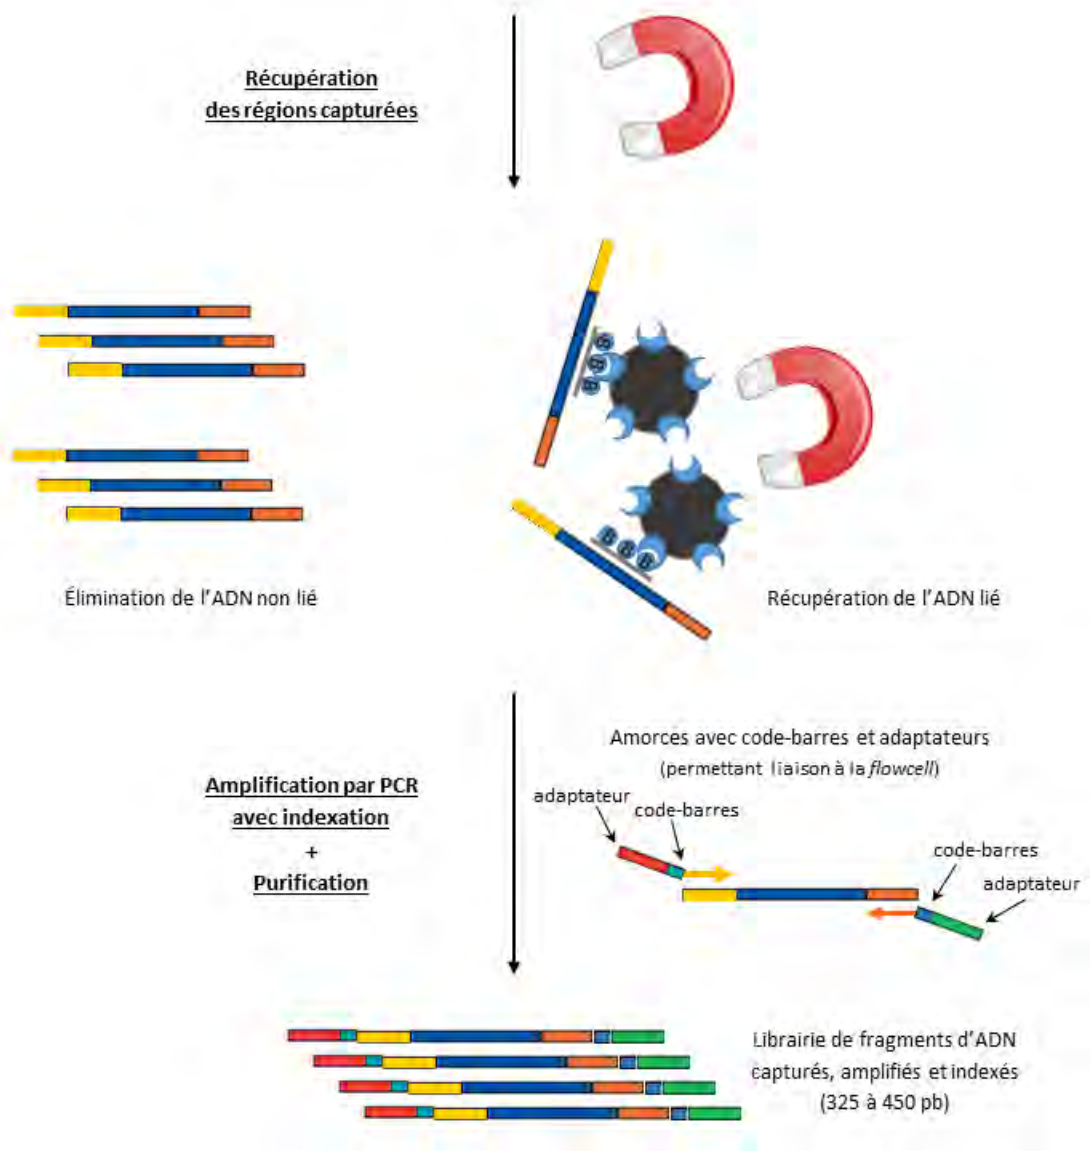 Récupération
des régions capturées
B
B
B
B
B
B
Élimination de l'ADN non lié
Récupération de l'ADN lié
Amorces avec code-barres et adaptateurs
(permettant liaison à la flowcell)
Amplification par PCR
avec indexation
+
Purification
adaptateur
code-barres
code-barres
adaptateur
Librairie de fragments d'ADN
capturés, amplifiés et indexés
(325 à 450 pb)